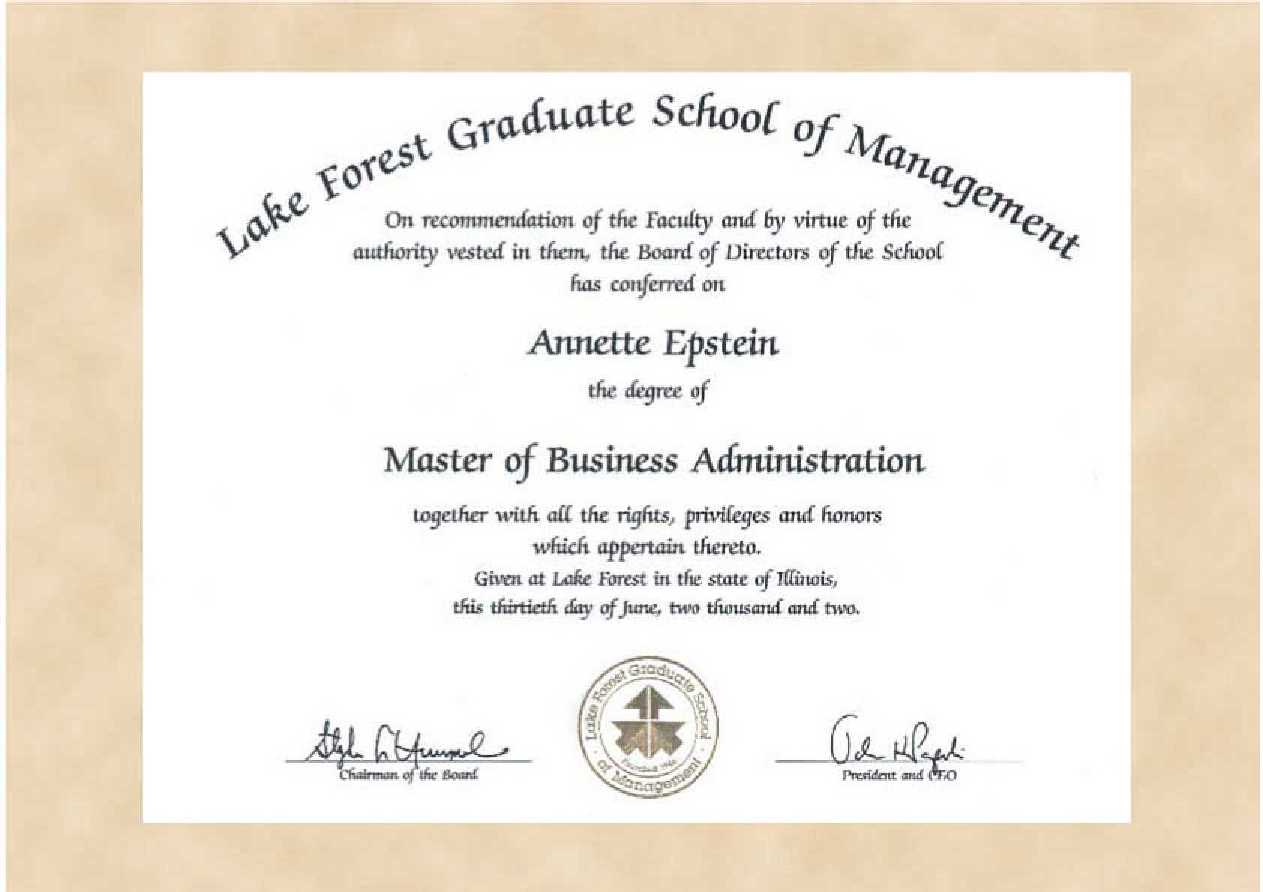 Lake Forest Graduate School of Management
On recommendation of the Faculty and by virtue of the
authority vested in them, the Board of Directors of the School
has conferred on
Annette Epstein
the degree of
Master of Business Administration
together with all the rights, privileges and honors
which appertain thereto.
Given at Lake Forest in the state of Illinois,
this thirtieth day of June, two thousand and two.
Lake Forest Graduate School
of Management
Founded 1946
Chairman of the Board
President and CEO